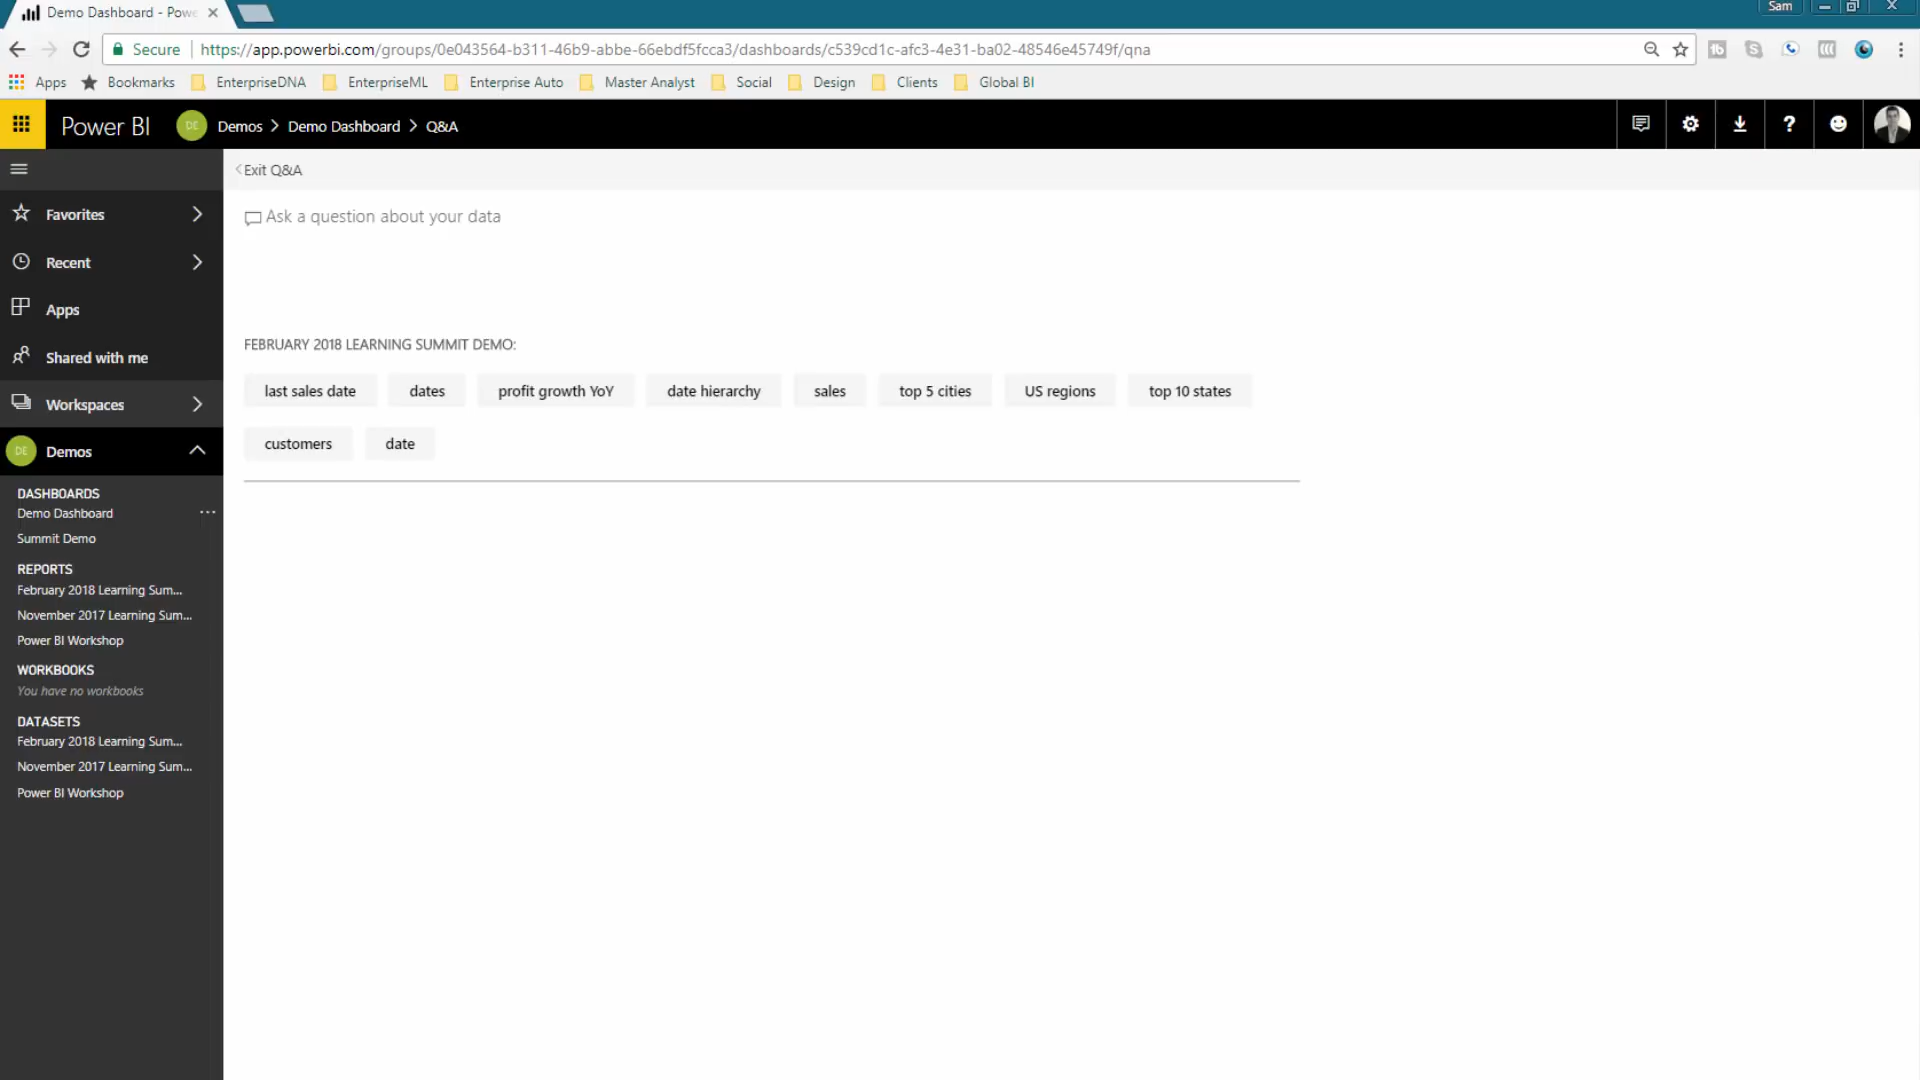 Demo Dashboard - Powe
Sam
Secure
https://app.powerbi.com/groups/0e043564-b311-46b9-abbe-66ebdf5fcca3/dashboards/c539cd1c-afc3-4e31-ba02-48546e45749f/qna
Apps Bookmarks EnterpriseDNA EnterpriseML Enterprise Auto Master Analyst Social Design Clients Global BI
Power BI DE Demos > Demo Dashboard > Q&A ?
<Exit Q&A
Favorites
Ask a question about your data
Recent
Apps
Shared with me
FEBRUARY 2018 LEARNING SUMMIT DEMO:
last sales date dates profit growth YoY date hierarchy sales top 5 cities US regions top 10 states
customers date
Workspaces
DE Demos
DASHBOARDS
Demo Dashboard ...
Summit Demo
REPORTS
February 2018 Learning Sum...
November 2017 Learning Sum...
Power BI Workshop
WORKBOOKS
You have no workbooks
DATASETS
February 2018 Learning Sum...
November 2017 Learning Sum...
Power BI Workshop